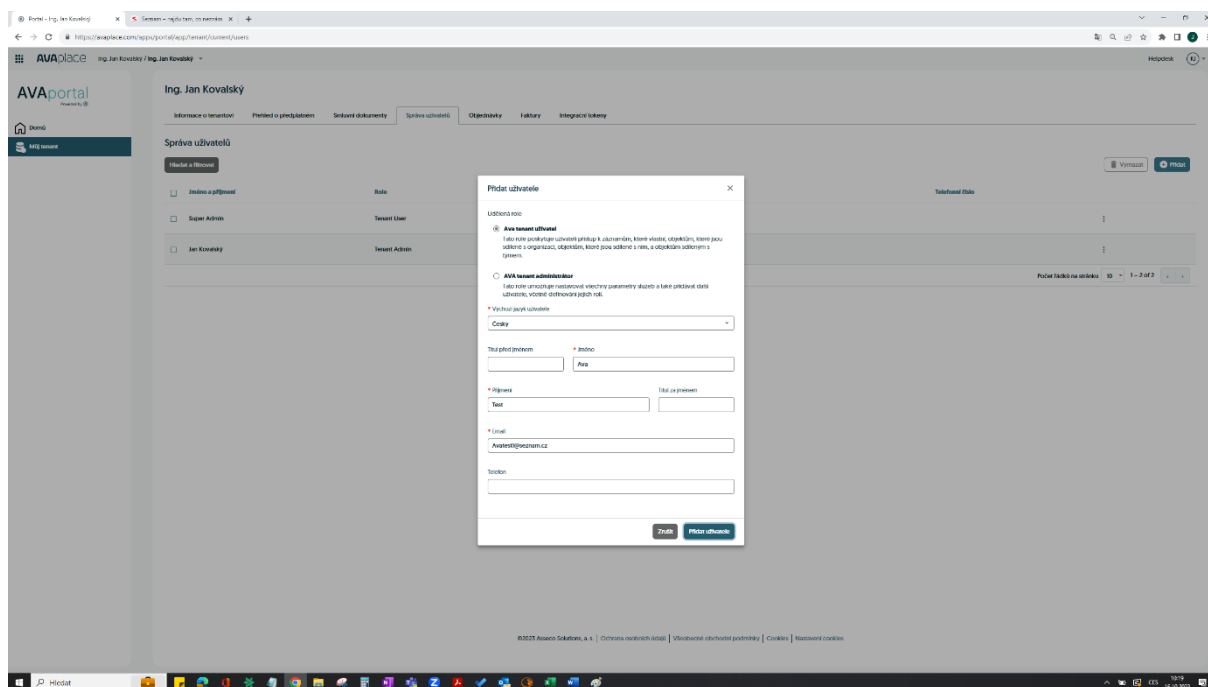 Portal – Ing. Jan Kovalský
Seznam – najdu tam, co neznám
https://avaplace.com/apps/portal/app/tenant/current/users
AVAplace Ing. Jan Kovalský / Ing. Jan Kovalský
Helpdesk
AVAportal
Powered by
Domů
Můj tenant
Ing. Jan Kovalský
Informace o tenantovi Přehled o předplatném Smluvní dokumenty Správa uživatelů Objednávky Faktury Integrační tokeny
Správa uživatelů
Hledat a filtrovat
Vymazat Přidat
Jméno a příjmení Role Telefonní číslo
Super Admin Tenant User
Jan Kovalský Tenant Admin
Počet řádků na stránku 10 1 – 2 of 2
Přidat uživatele
Udělená role
Ava tenant uživatel
Tato role poskytuje uživateli přístup k záznamům, které vlastní, objektům, které jsou
sdílené s organizací, objektům, které jsou sdílené s ním, a objektům sdíleným s
týmem.
AVA tenant administrátor
Tato role umožňuje nastavovat všechny parametry služeb a také přidávat další
uživatele, včetně definování jejich rolí.
* Výchozí jazyk uživatele
Česky
Titul před jménem * Jméno
Ava
* Příjmení Titul za jménem
Test
* Email
Avatest1@seznam.cz
Telefon
Zrušit Přidat uživatele
©2023 Asseco Solutions, a. s. | Ochrana osobních údajů | Všeobecné obchodní podmínky | Cookies | Nastavení cookies
Hledat
CES 10:19